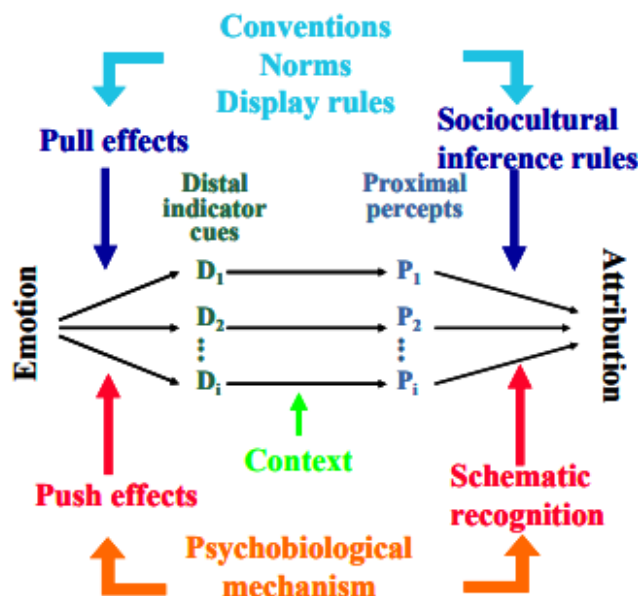 Conventions
Norms
Display rules
Pull effects
Sociocultural
inference rules
Distal
indicator
cues
Proximal
percepts
Emotion
D1
P1
D2
P2
⋮
⋮
Di
Pi
Attribution
Context
Push effects
Schematic
recognition
Psychobiological
mechanism